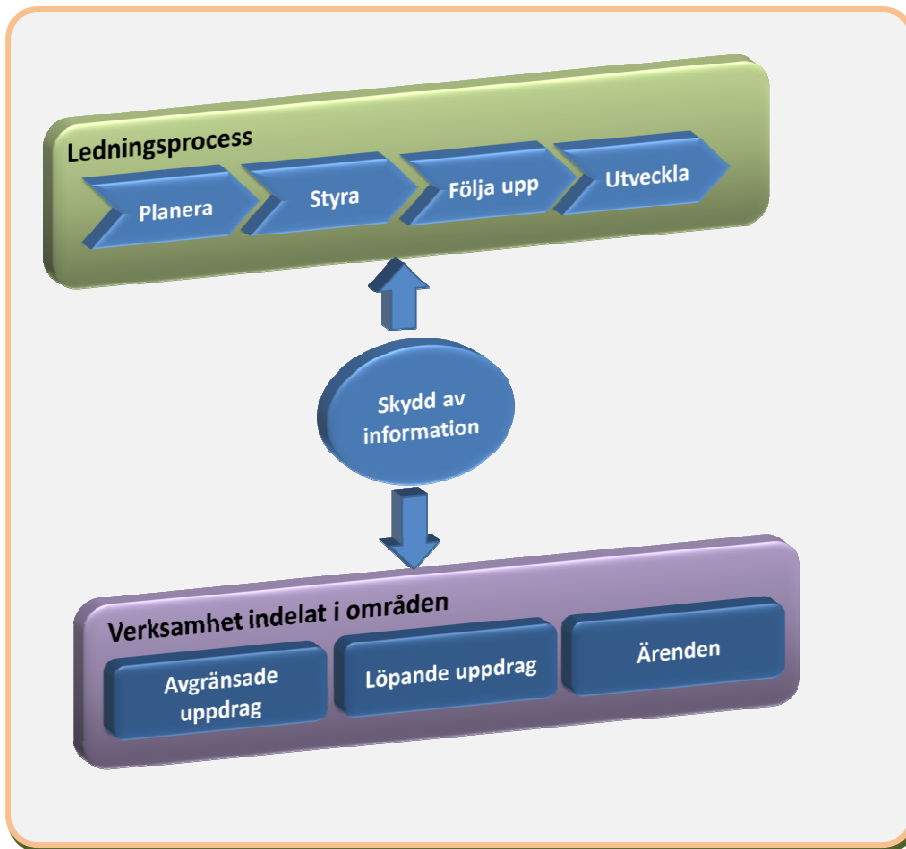 Ledningsprocess
Planera
Styra
Följa upp
Utveckla
Skydd av
information
Verksamhet indelat i områden
Avgränsade
uppdrag
Löpande uppdrag
Ärenden